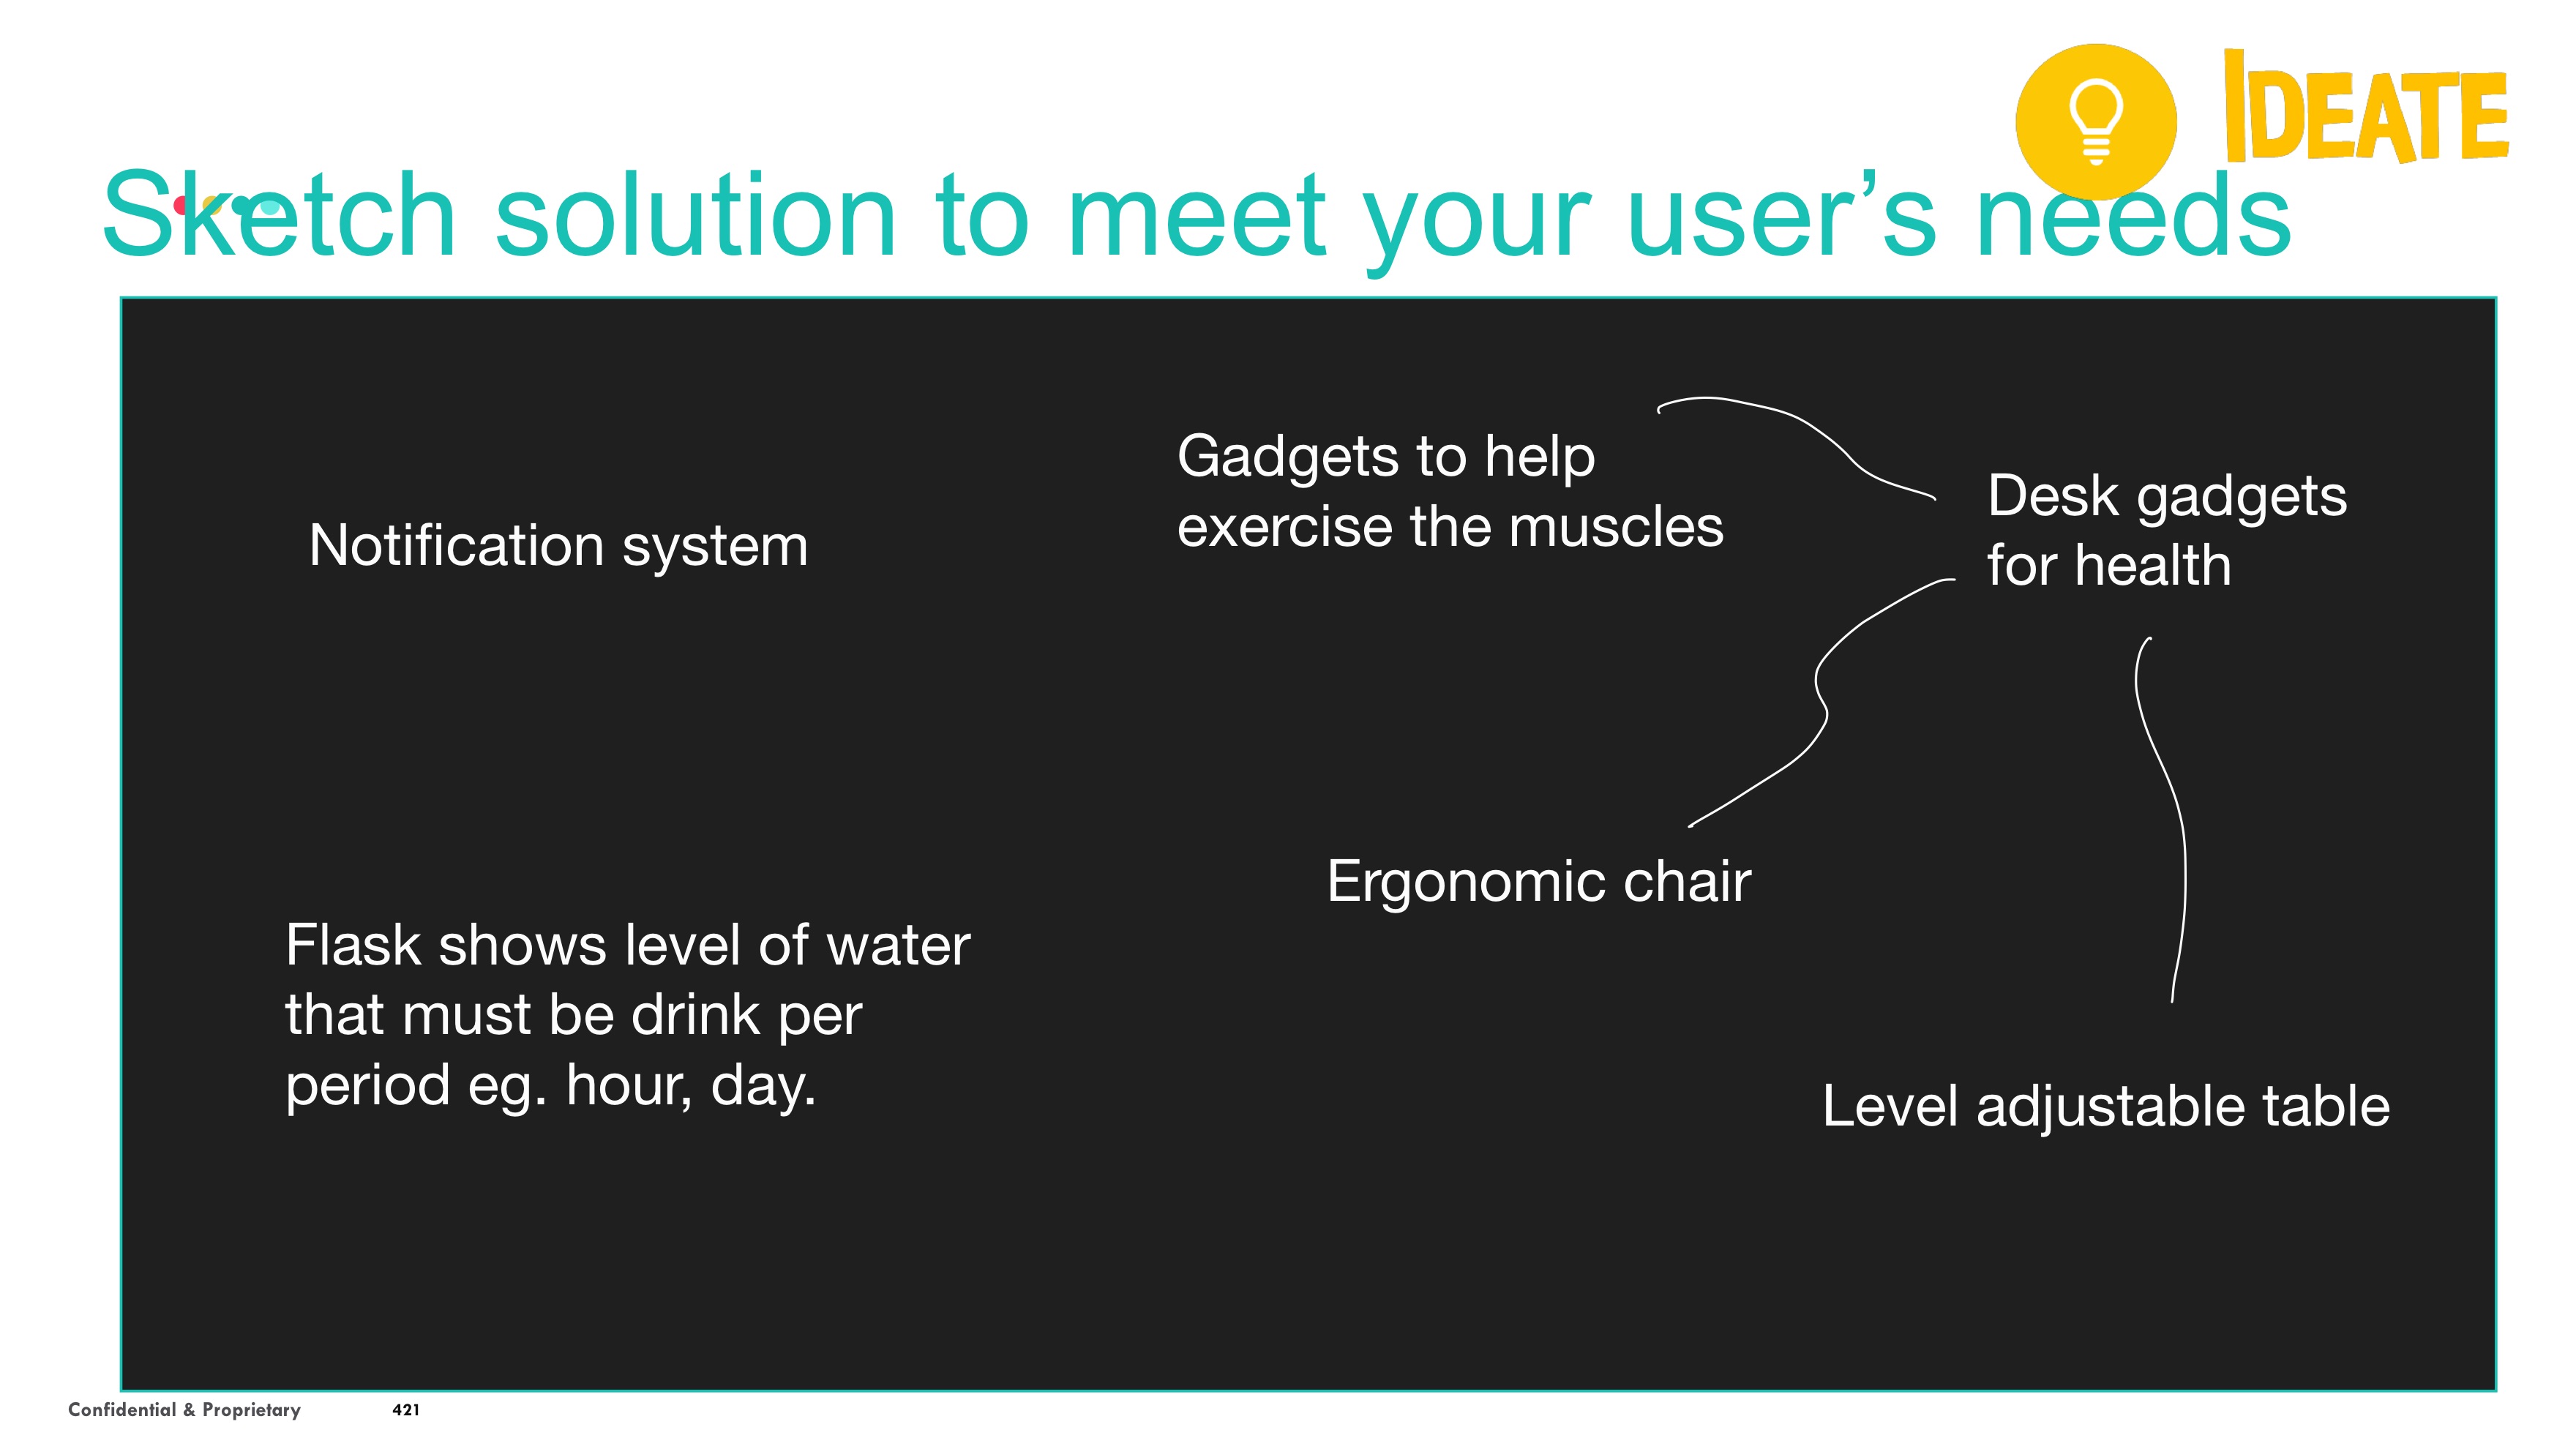 IDEATE
Sketch solution to meet your user’s needs
Gadgets to help
exercise the muscles
Desk gadgets
for health
Notification system
Ergonomic chair
Flask shows level of water
that must be drink per
period eg. hour, day.
Level adjustable table
Confidential & Proprietary
421